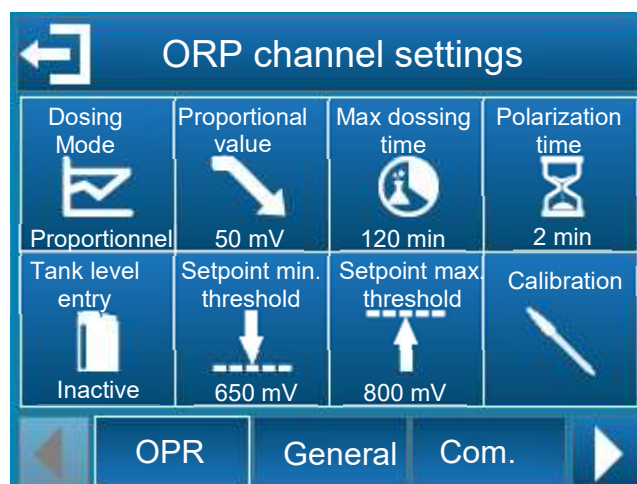 ORP channel settings
Dosing
Mode
Proportionnel
Proportional
value
50 mV
Max dossing
time
120 min
Polarization
time
2 min
Tank level
entry
Inactive
Setpoint min.
threshold
650 mV
Setpoint max.
threshold
800 mV
Calibration
OPR
General
Com.